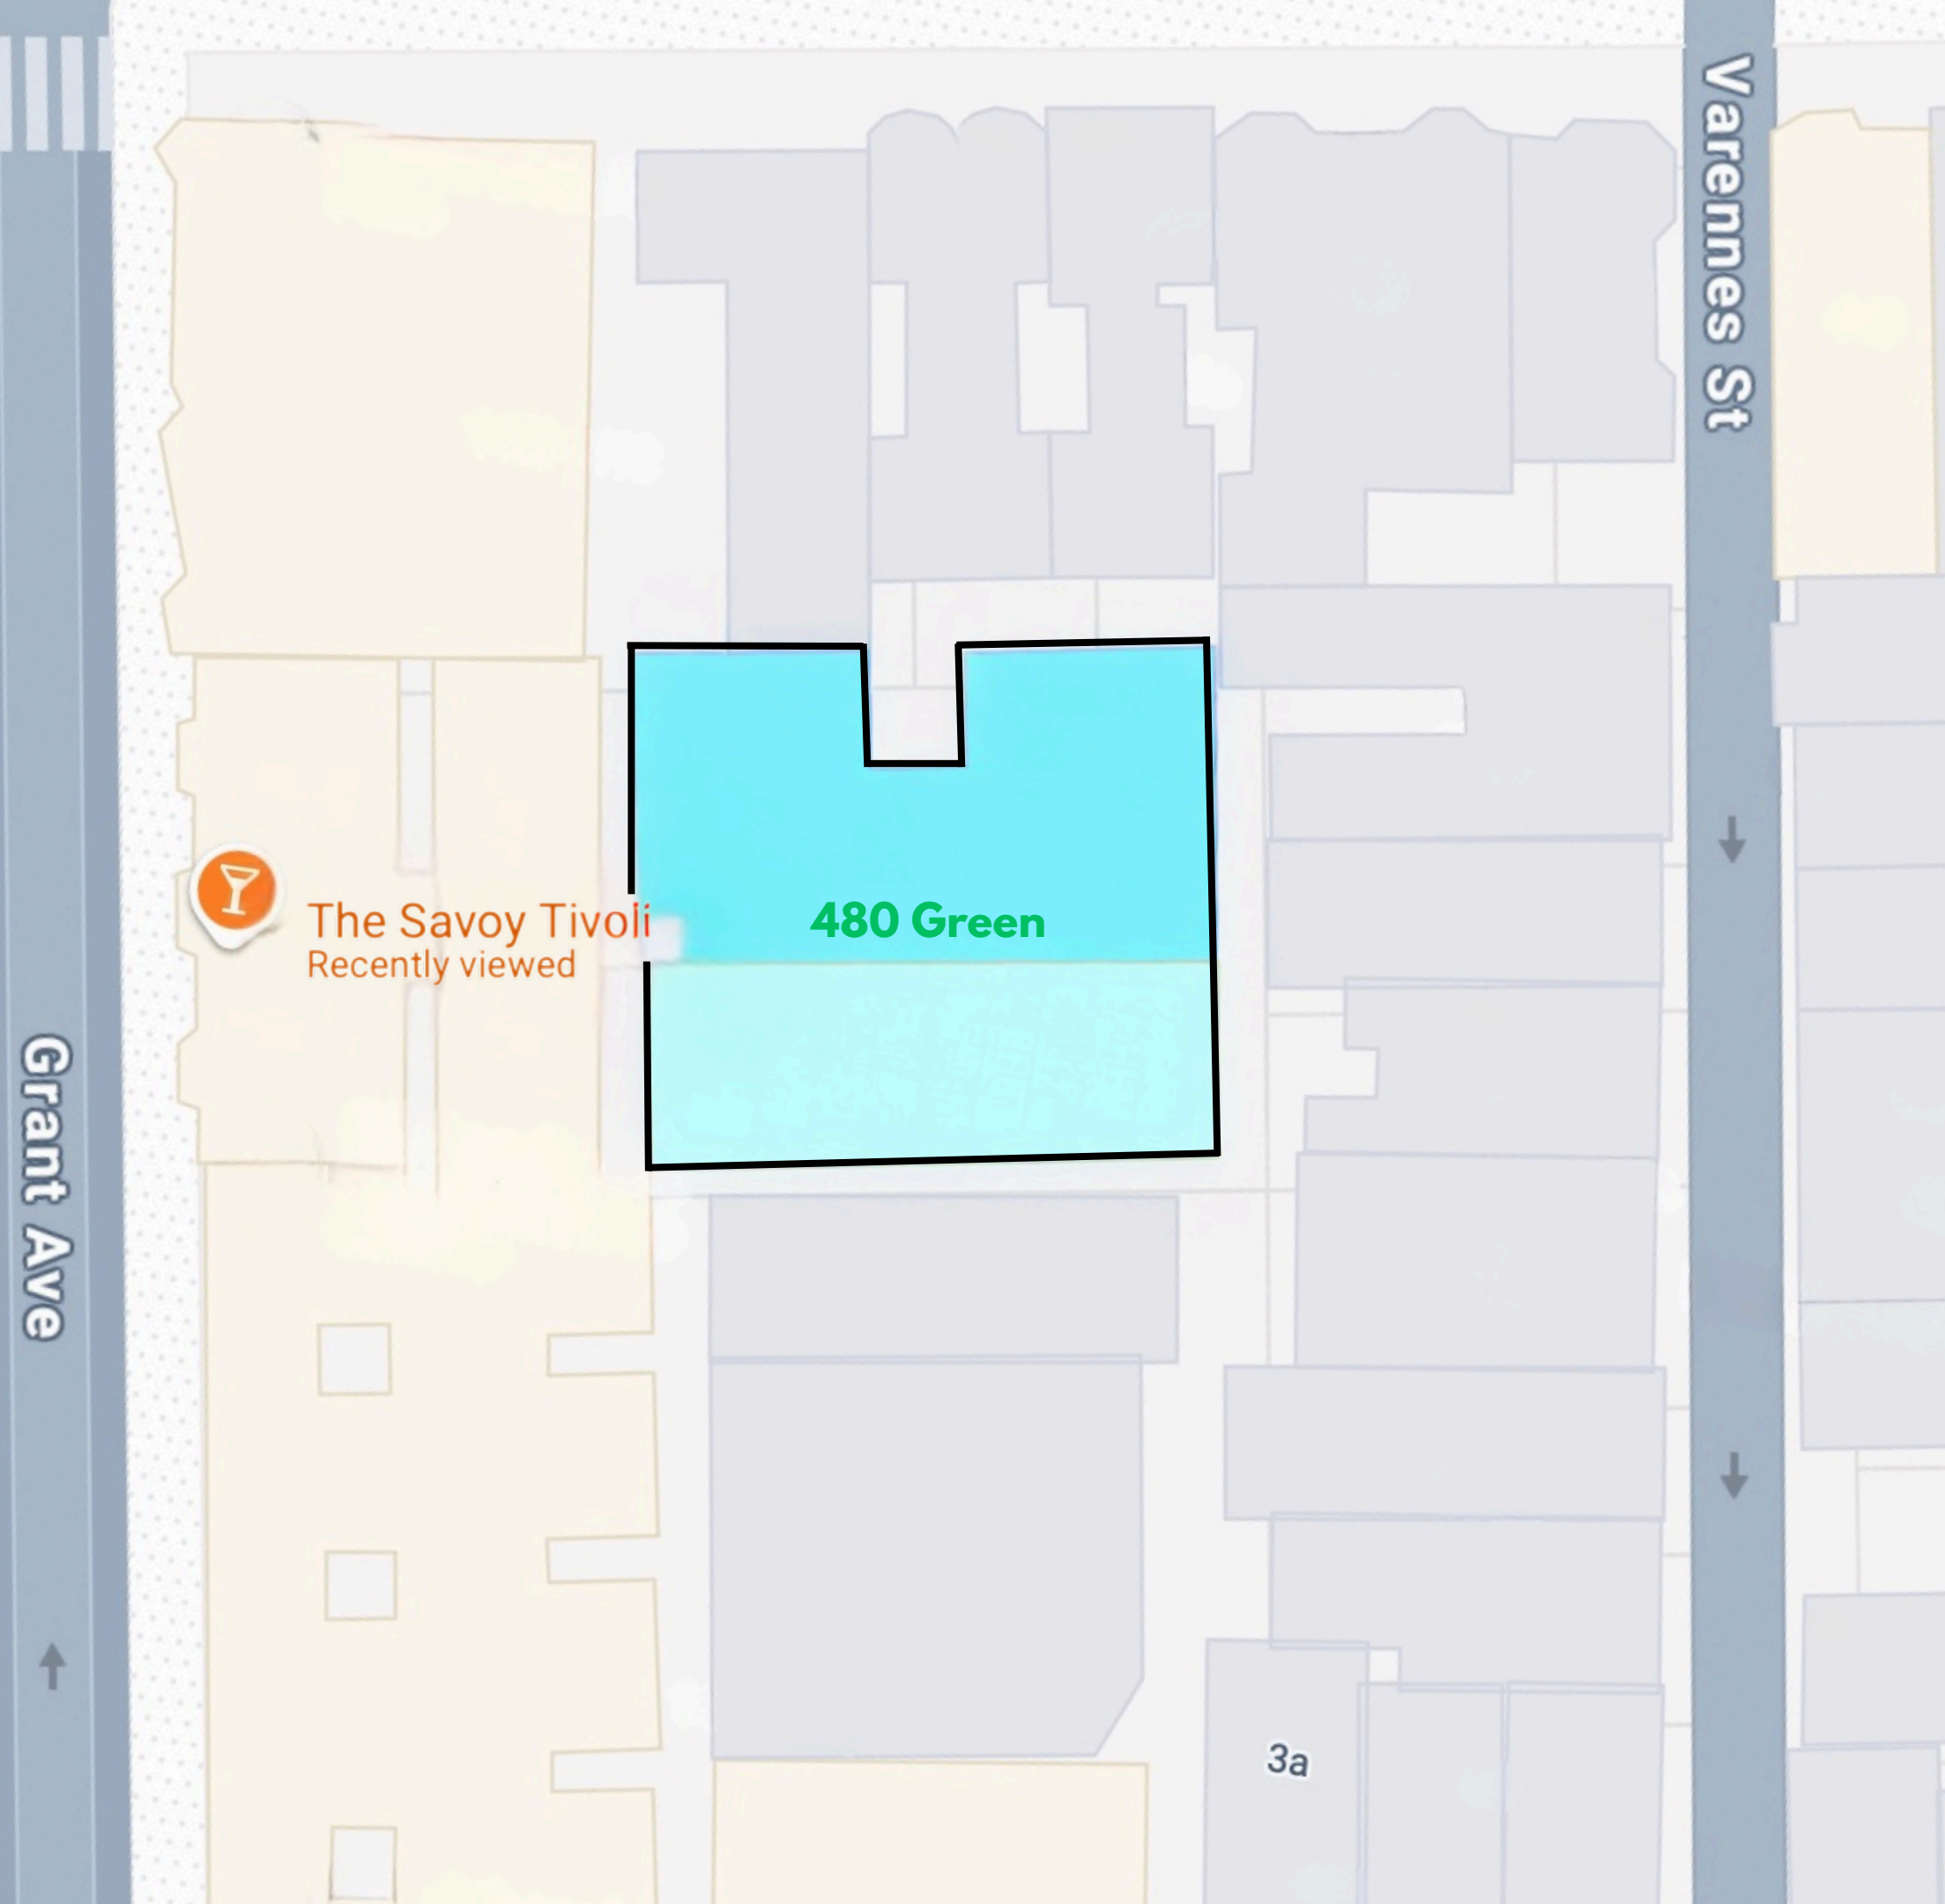 Varennes St
The Savoy Tivoli
Recently viewed
480 Green
Grant Ave
3a